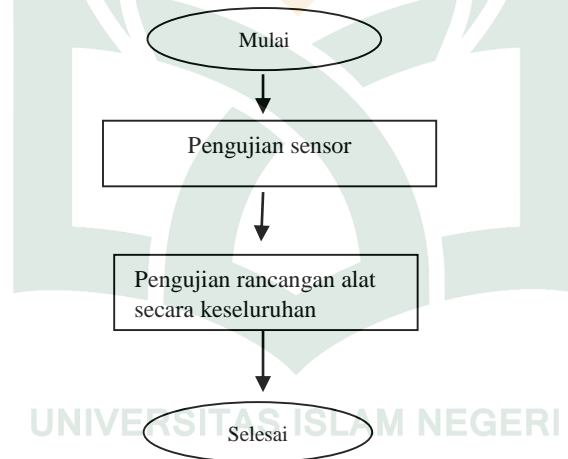 Mulai
Pengujian sensor
Pengujian rancangan alat
secara keseluruhan
UNIVERSITAS ISLAM NEGERI
Selesai